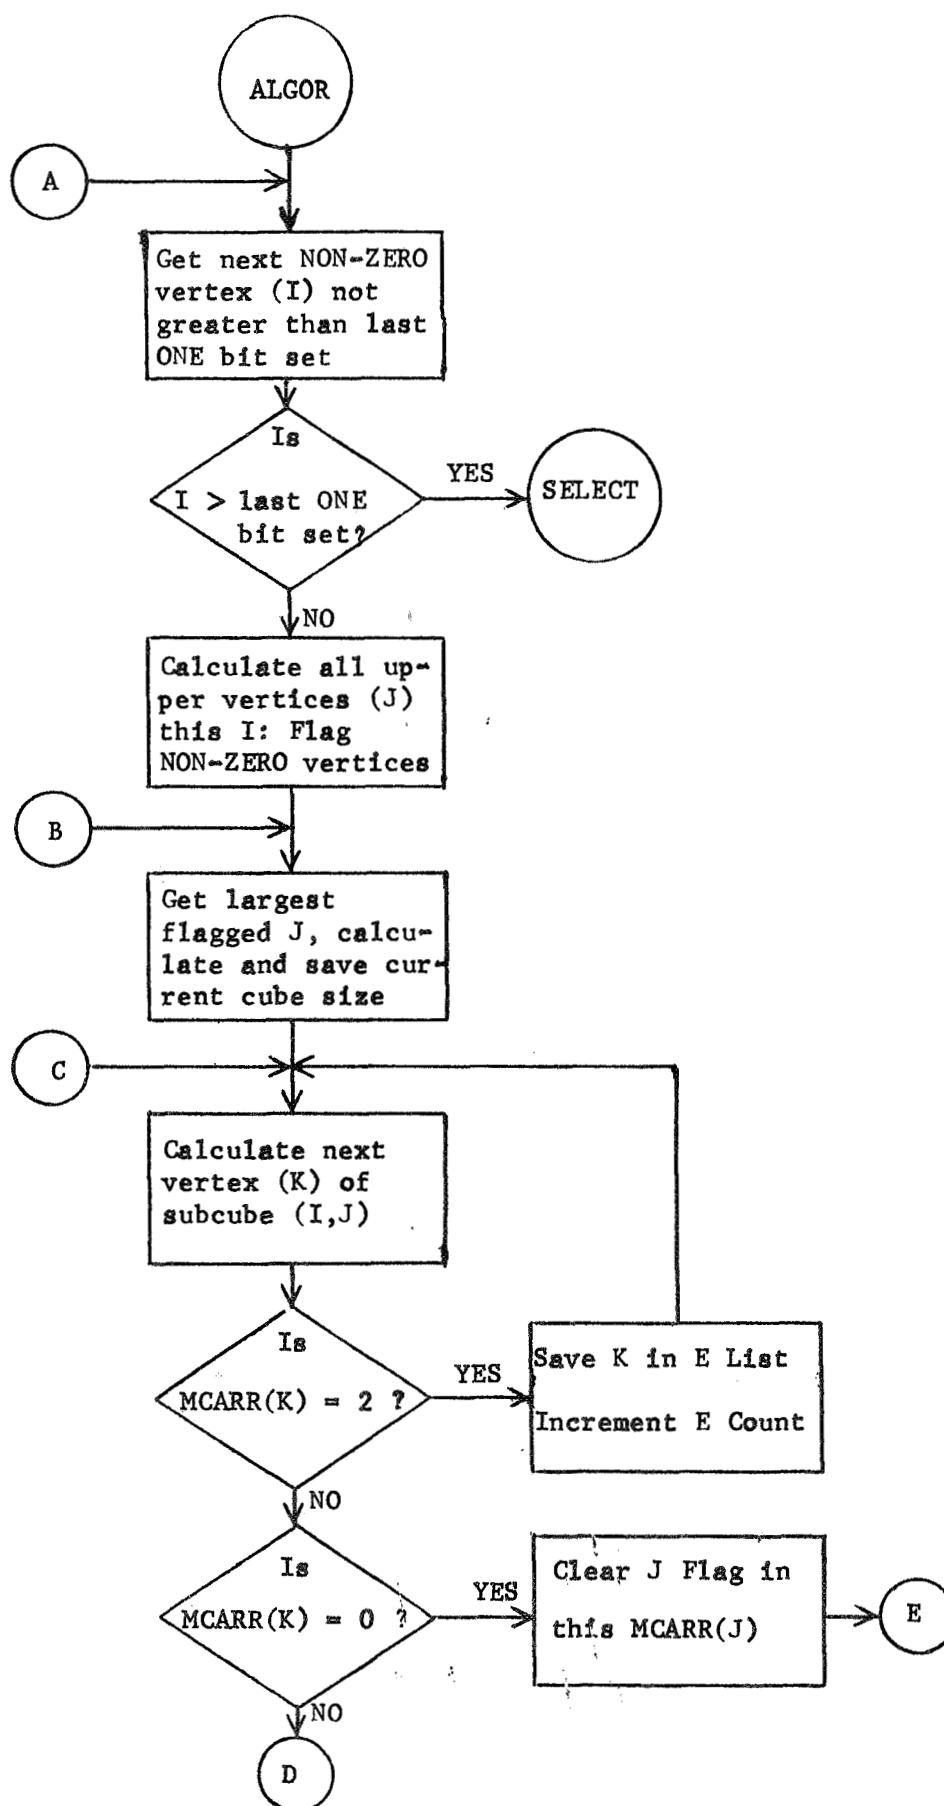 ALGOR
A
Get next NON-ZERO
vertex (I) not
greater than last
ONE bit set
Is
I > last ONE
bit set?
YES
SELECT
NO
Calculate all up-
per vertices (J)
this I: Flag
NON-ZERO vertices
B
Get largest
flagged J, calcu-
late and save cur-
rent cube size
C
Calculate next
vertex (K) of
subcube (I,J)
Is
MCARR(K) = 2 ?
YES
Save K in E List
Increment E Count
NO
Is
MCARR(K) = 0 ?
YES
Clear J Flag in
this MCARR(J)
E
NO
D